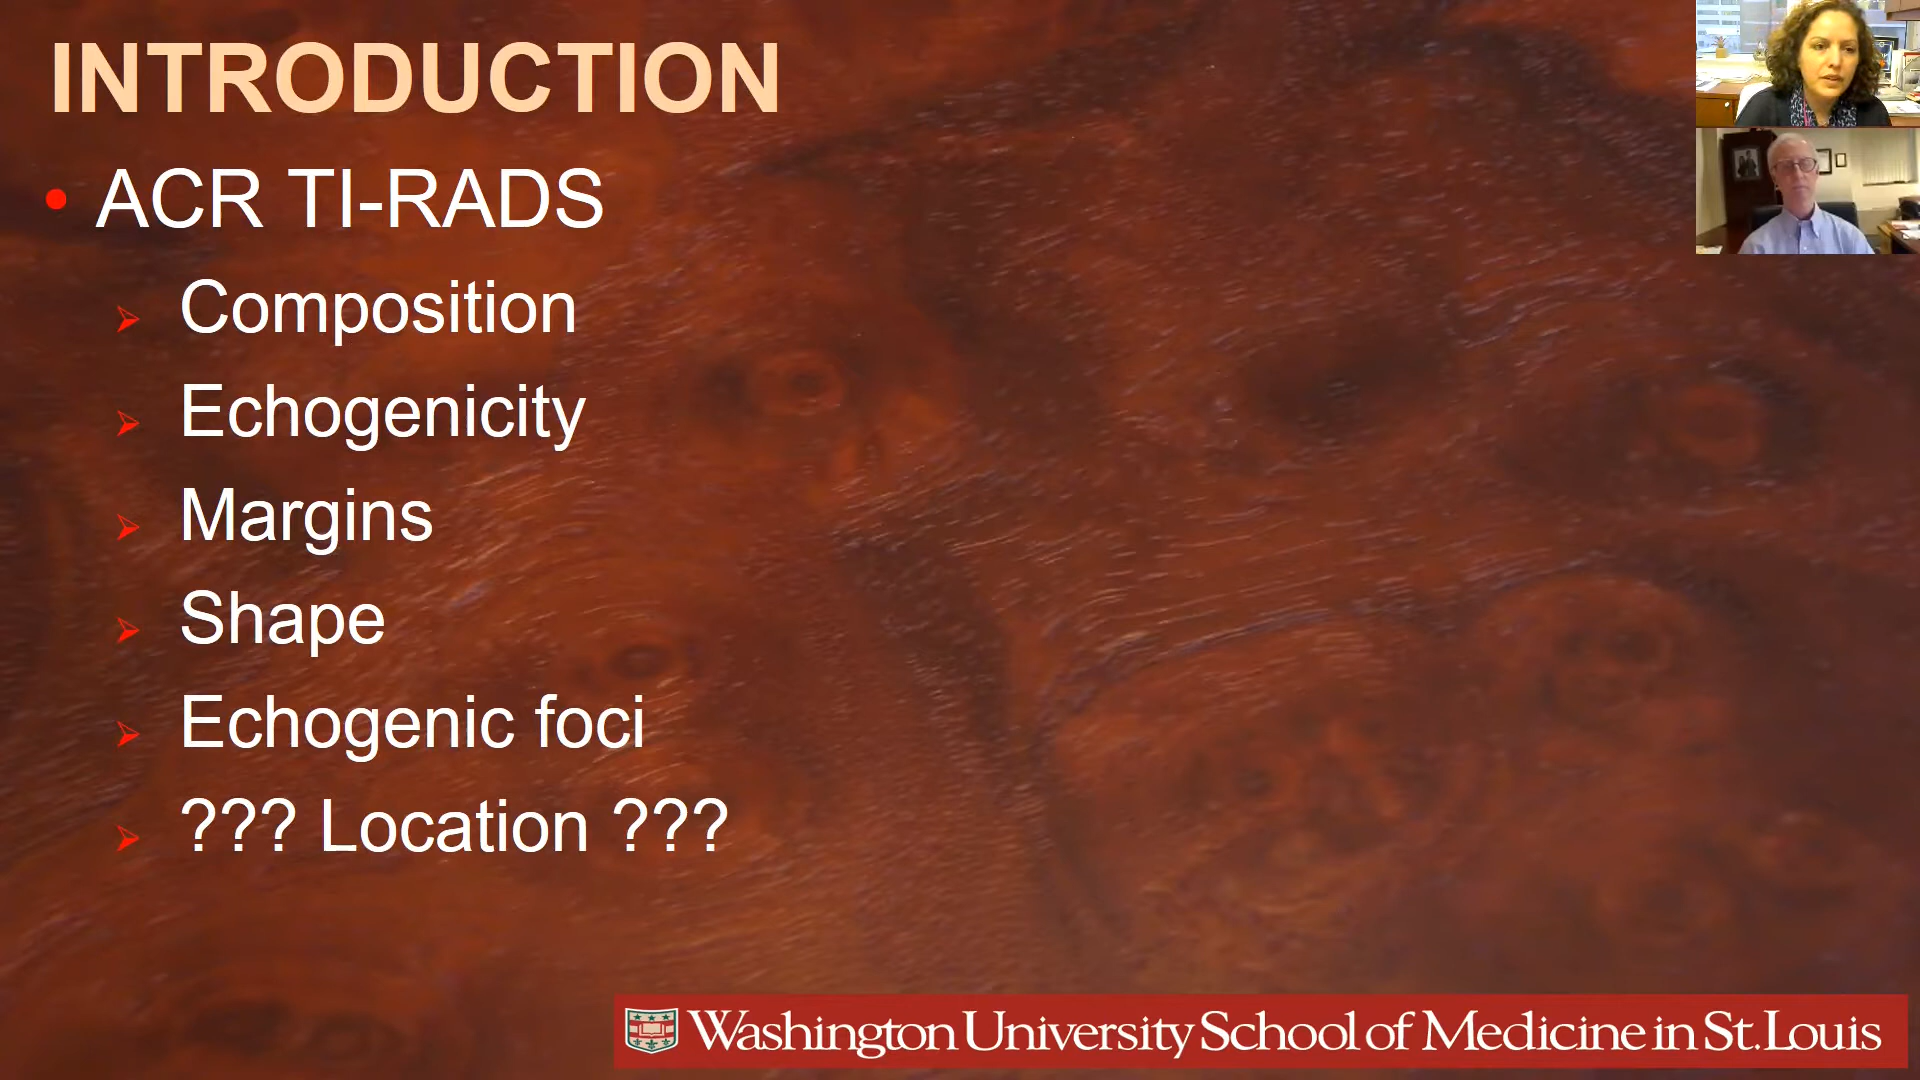 INTRODUCTION
• ACR TI-RADS
➢ Composition
➢ Echogenicity
➢ Margins
➢ Shape
➢ Echogenic foci
➢ ??? Location ???
Washington University School of Medicine in St. Louis